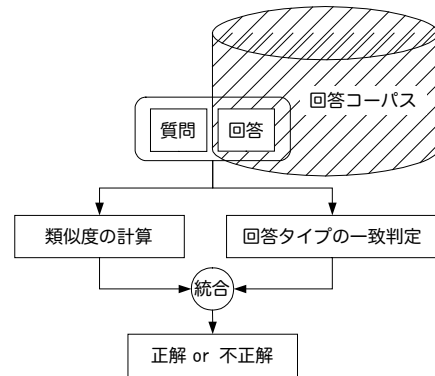 回答コーパス
質問
回答
類似度の計算
回答タイプの一致判定
統合
正解 or 不正解